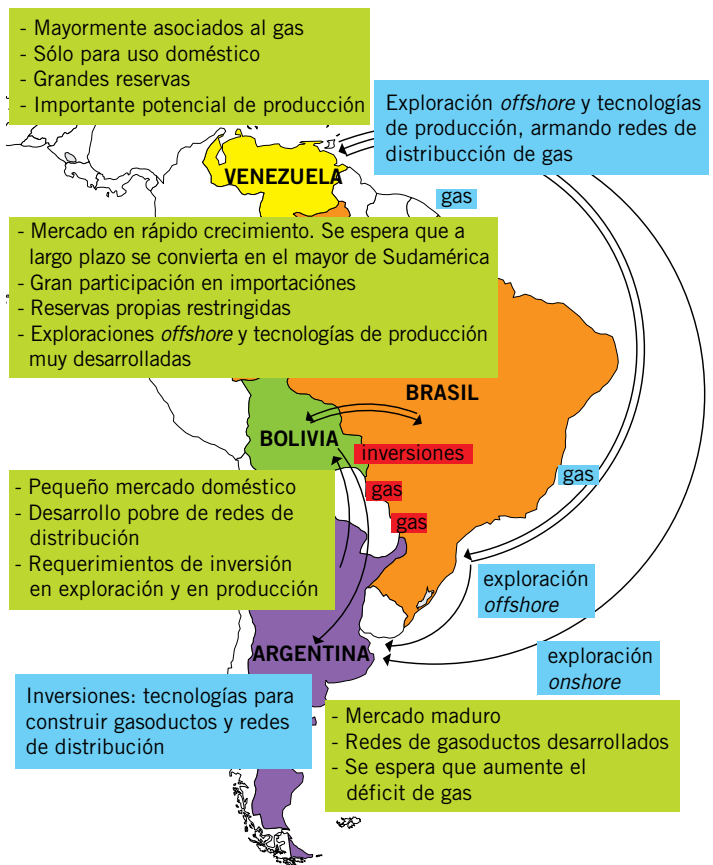 - Mayormente asociados al gas
- Sólo para uso doméstico
- Grandes reservas
- Importante potencial de producción
Exploración offshore y tecnologías
de producción, armando redes de
distribucción de gas
VENEZUELA
gas
- Mercado en rápido crecimiento. Se espera que a
largo plazo se convierta en el mayor de Sudamérica
- Gran participación en importaciónes
- Reservas propias restringidas
- Exploraciones offshore y tecnologías de producción
muy desarrolladas
BRASIL
BOLIVIA
inversiones
gas
gas
gas
- Pequeño mercado doméstico
- Desarrollo pobre de redes de
distribución
- Requerimientos de inversión
en exploración y en producción
exploración
offshore
ARGENTINA
exploración
onshore
Inversiones: tecnologías para
construir gasoductos y redes
de distribución
- Mercado maduro
- Redes de gasoductos desarrollados
- Se espera que aumente el
déficit de gas